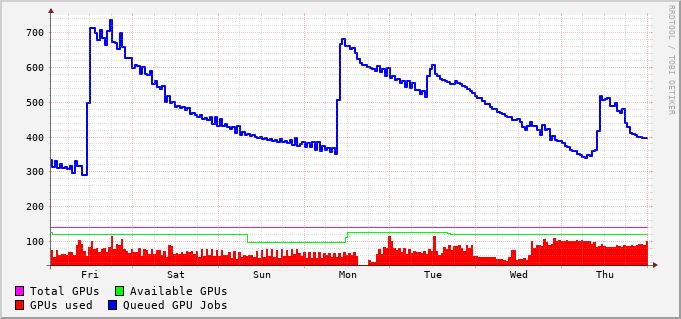 700
600
500
400
300
200
100
Fri Sat Sun Mon Tue Wed Thu
Total GPUs Available GPUs
GPUs used Queued GPU Jobs
RRDTOOL / TOBI OETIKER